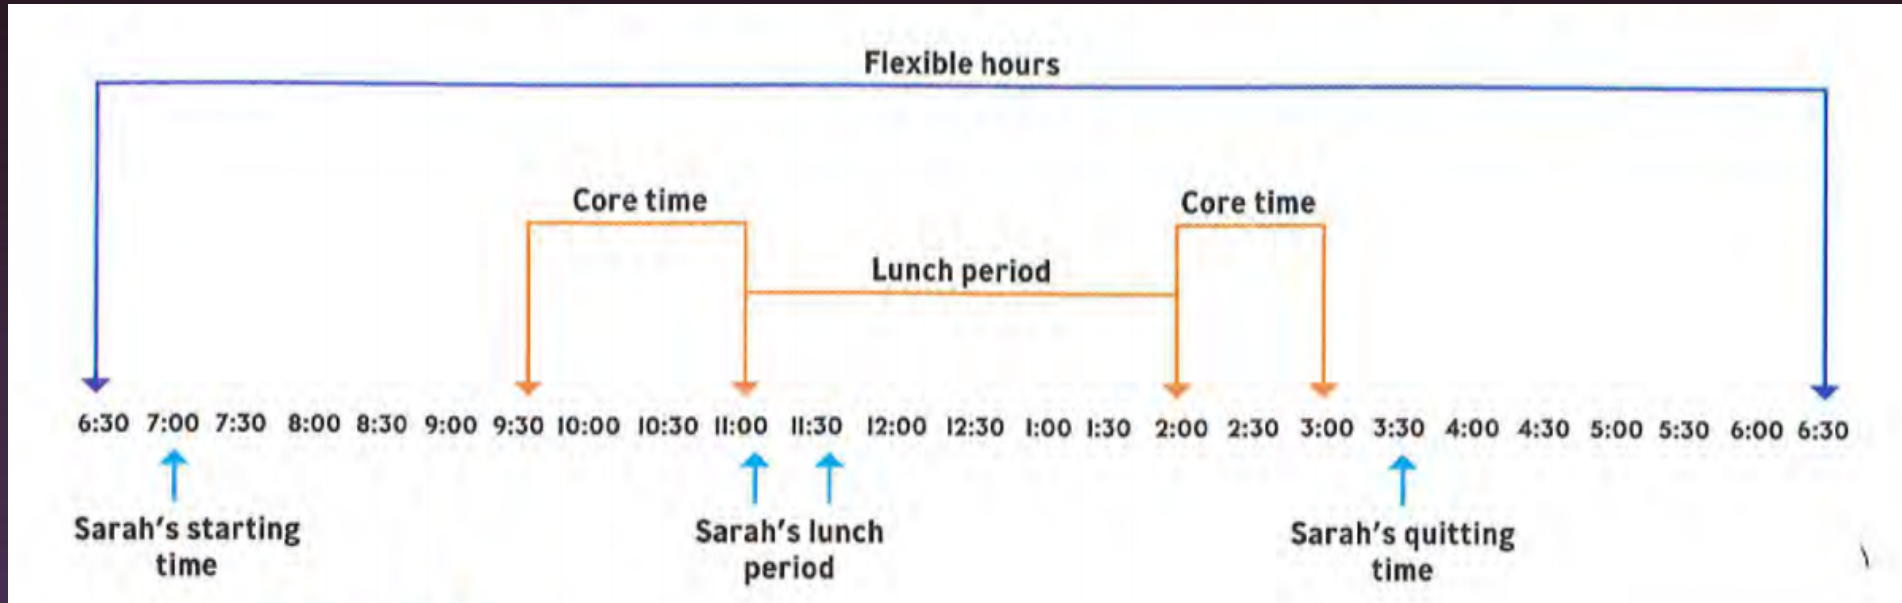 Flexible hours
Core time
Core time
Lunch period
6:30 7:00 7:30 8:00 8:30 9:00 9:30 10:00 10:30 11:00 11:30 12:00 12:30 1:00 1:30 2:00 2:30 3:00 3:30 4:00 4:30 5:00 5:30 6:00 6:30
Sarah's starting
time
Sarah's lunch
period
Sarah's quitting
time